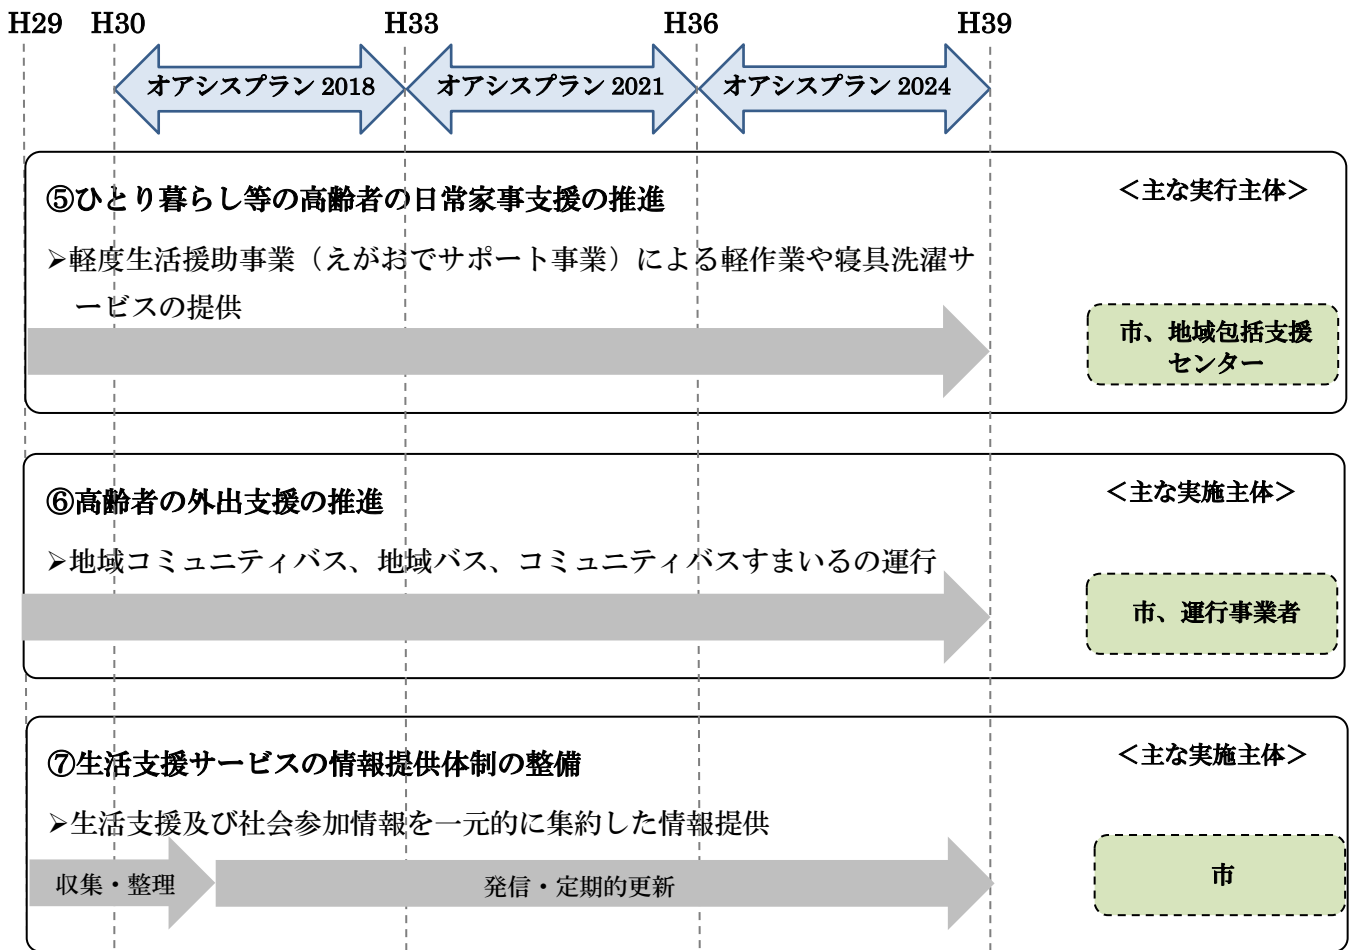 H29 H30 H33 H36 H39
オアシスプラン 2018 オアシスプラン 2021 オアシスプラン 2024
⑤ひとり暮らし等の高齢者の日常家事支援の推進
＜主な実行主体＞
➢軽度生活援助事業（えがおでサポート事業）による軽作業や寝具洗濯サ
ービスの提供
市、地域包括支援
センター
⑥高齢者の外出支援の推進
＜主な実施主体＞
➢地域コミュニティバス、地域バス、コミュニティバスすまいるの運行
市、運行事業者
⑦生活支援サービスの情報提供体制の整備
＜主な実施主体＞
➢生活支援及び社会参加情報を一元的に集約した情報提供
収集・整理 発信・定期的更新
市